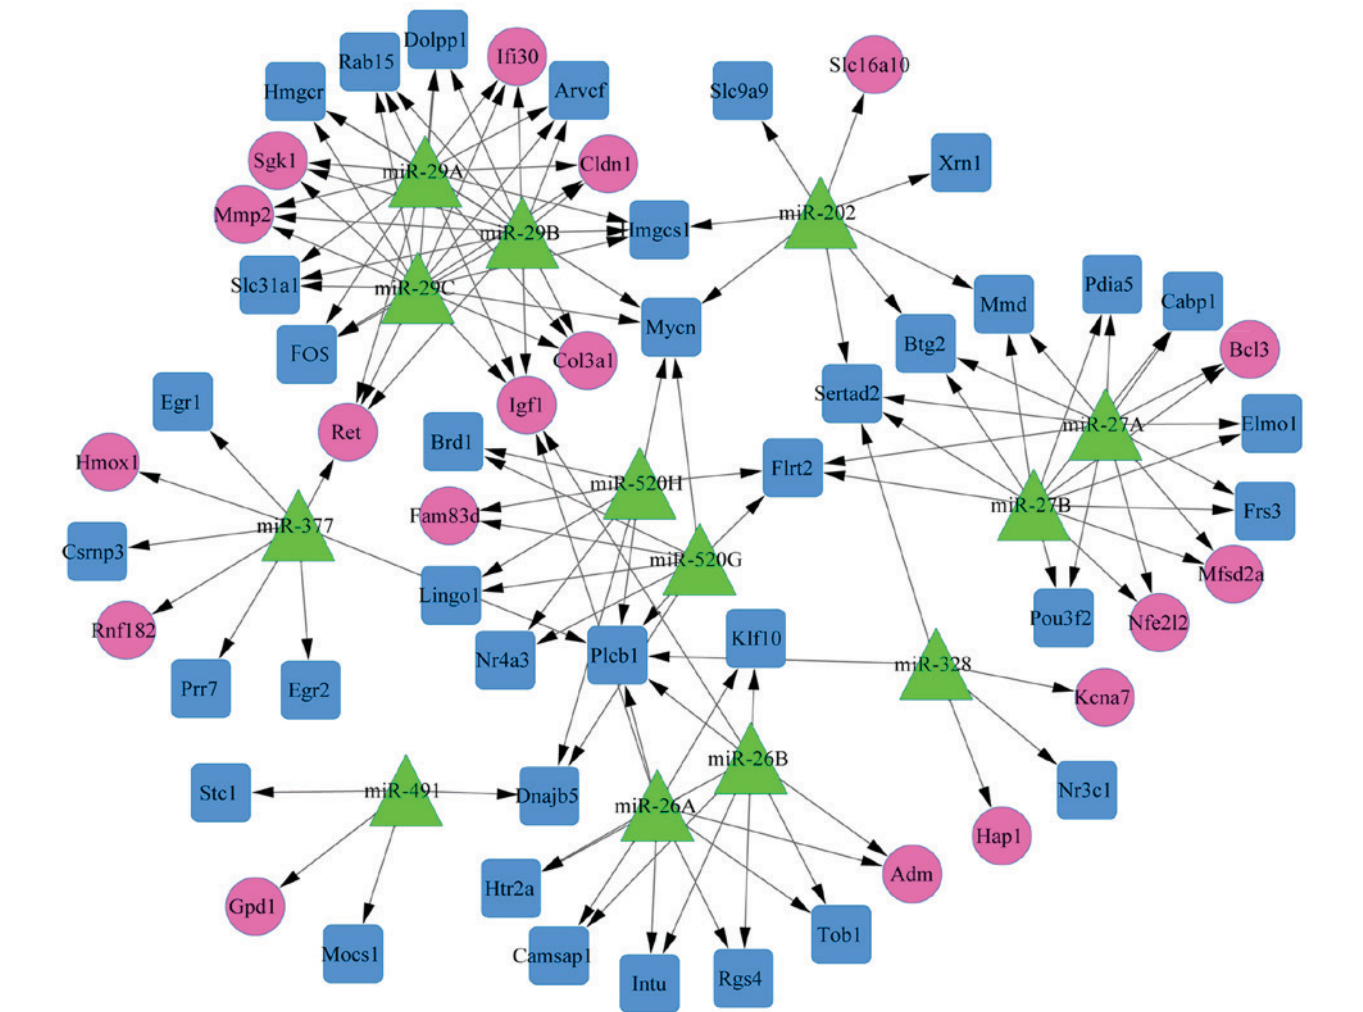 Dolpp1
Ifi30
Rab15
Slc16a10
Hmgcr
Arvcf
Slc9a9
Sgk1
miR-29A
Cldn1
Xrn1
Mmp2
miR-29B
Imgcs1
miR-202
Slc31a1
miR-29C
Pdia5
Cabp1
Mmd
Mycn
FOS
Col3a1
Btg2
Bcl3
Egr1
Igf1
Sertad2
Ret
Brd1
miR-27A
Elmo1
Hmox1
miR-520H
Flrt2
Fam83d
miR-377
miR-27B
Frs3
Csrnp3
miR-520G
Mfsd2a
Lingo1
Rnf182
Pou3f2
Nfe2l2
Klf10
Nr4a3
Plcb1
miR-328
Prr7
Egr2
Kcna7
miR-26B
Stc1
miR-491
Dnajb5
miR-26A
Nr3c1
Hap1
Htr2a
Adm
Gpd1
Mocs1
Camsap1
Tob1
Intu
Rgs4